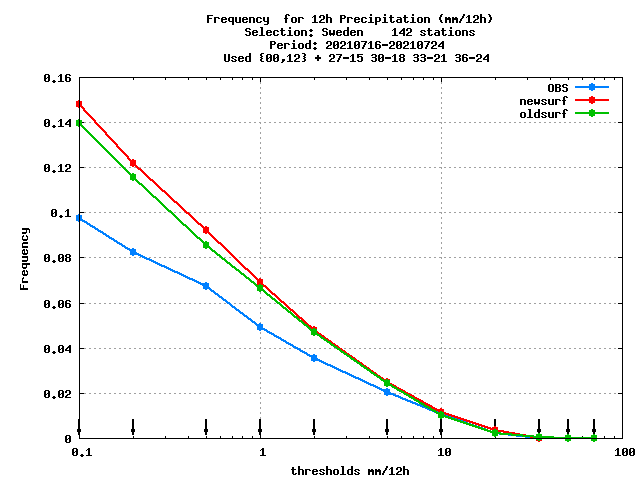 Frequency  for 12h Precipitation (mm/12h)
Selection: Sweden    142 stations
Period: 20210716-20210724
Used {00,12} + 27-15 30-18 33-21 36-24
0.16
0.14
0.12
0.1
0.08
0.06
0.04
0.02
0
Frequency
OBS
newsurf
oldsurf
0.1 1 10 100
thresholds mm/12h